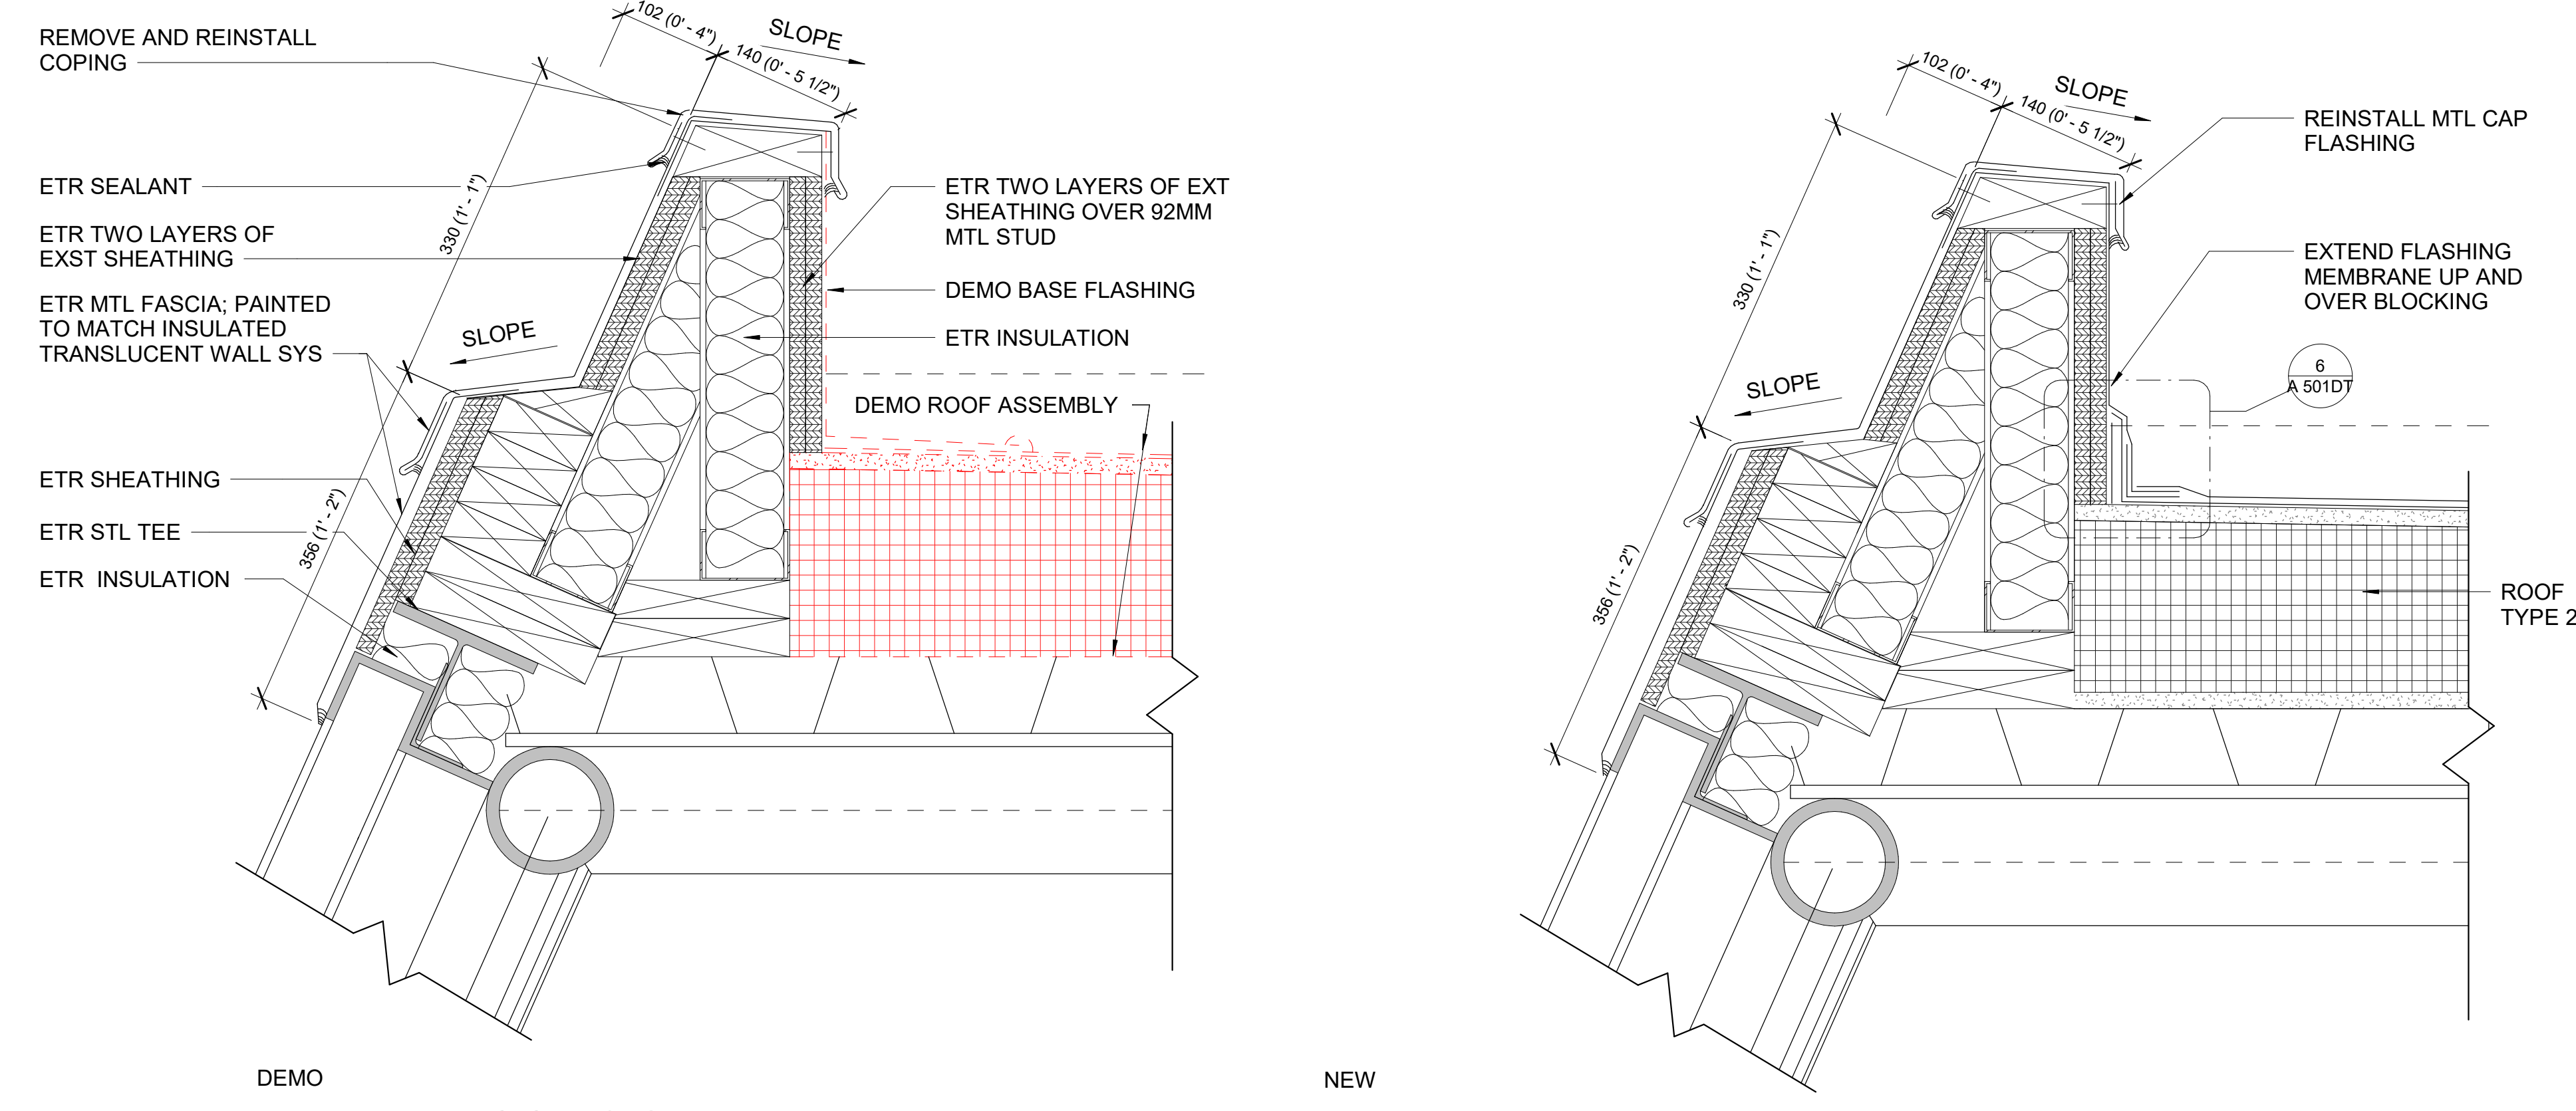 REMOVE AND REINSTALL
COPING
ETR SEALANT
ETR TWO LAYERS OF
EXST SHEATHING
ETR MTL FASCIA; PAINTED
TO MATCH INSULATED
TRANSLUCENT WALL SYS
ETR SHEATHING
ETR STL TEE
ETR  INSULATION
102 (0' - 4")
140 (0' - 5 1/2")
SLOPE
330 (1' - 1")
SLOPE
356 (1' - 2")
ETR TWO LAYERS OF EXT
SHEATHING OVER 92MM
MTL STUD
DEMO BASE FLASHING
ETR INSULATION
DEMO ROOF ASSEMBLY
DEMO
102 (0' - 4")
140 (0' - 5 1/2")
SLOPE
330 (1' - 1")
SLOPE
356 (1' - 2")
REINSTALL MTL CAP
FLASHING
EXTEND FLASHING
MEMBRANE UP AND
OVER BLOCKING
6
A 501DT
ROOF
TYPE 2
NEW